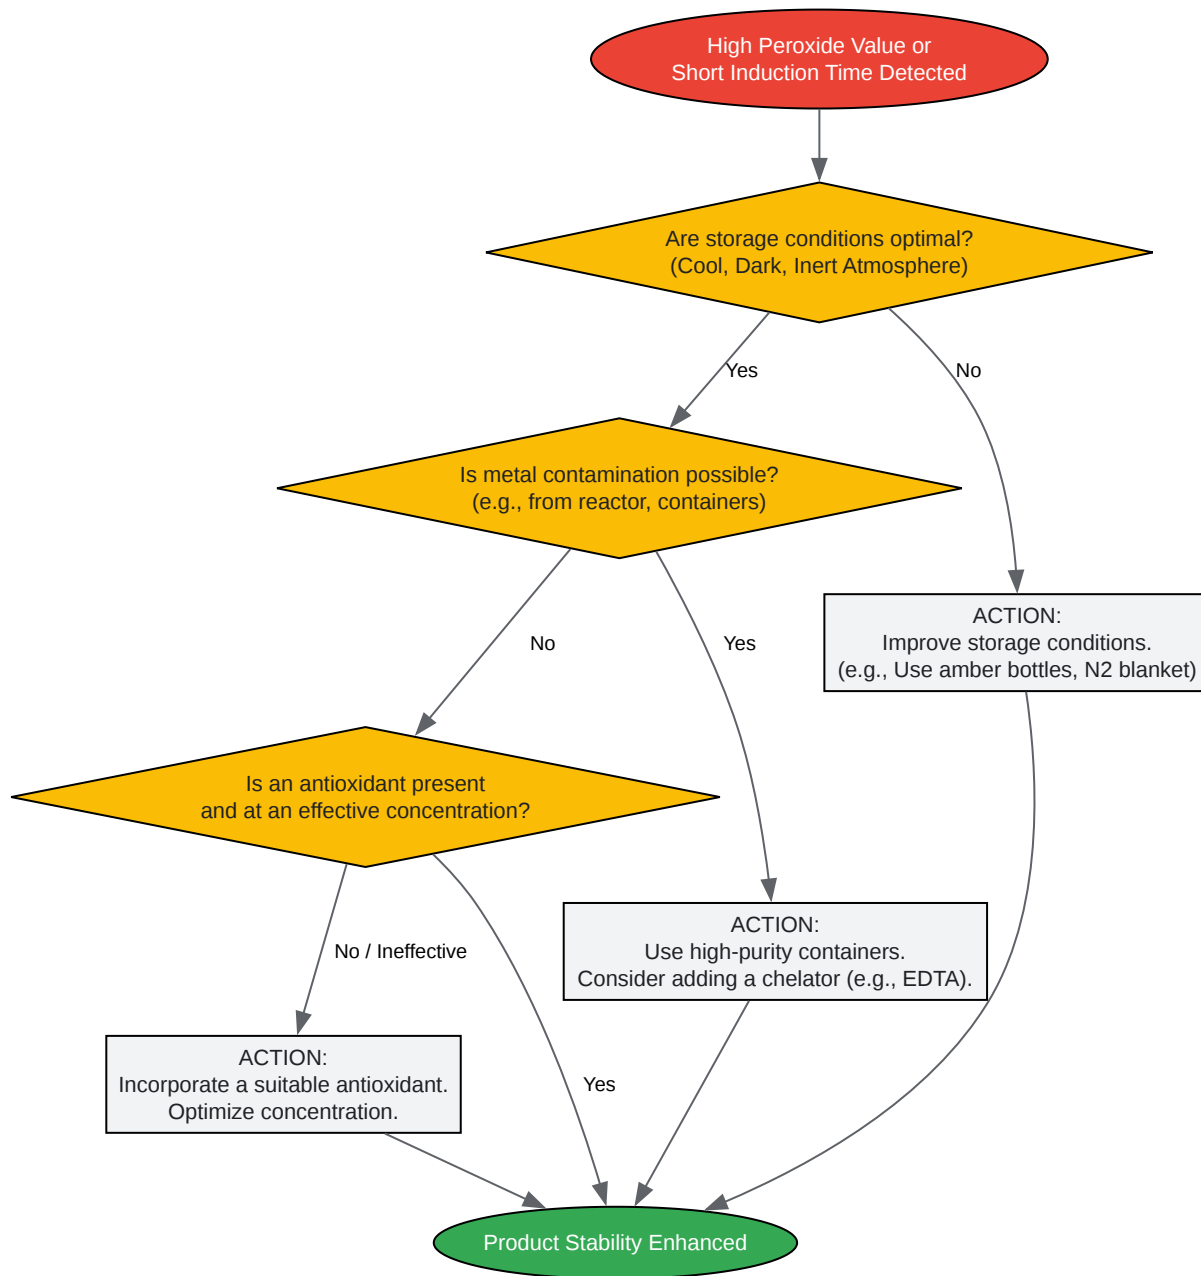 High Peroxide Value or
Short Induction Time Detected
Are storage conditions optimal?
(Cool, Dark, Inert Atmosphere)
Yes
No
Is metal contamination possible?
(e.g., from reactor, containers)
ACTION:
Improve storage conditions.
(e.g., Use amber bottles, N2 blanket)
No
Yes
Is an antioxidant present
and at an effective concentration?
ACTION:
Use high-purity containers.
Consider adding a chelator (e.g., EDTA).
No / Ineffective
Yes
ACTION:
Incorporate a suitable antioxidant.
Optimize concentration.
Product Stability Enhanced